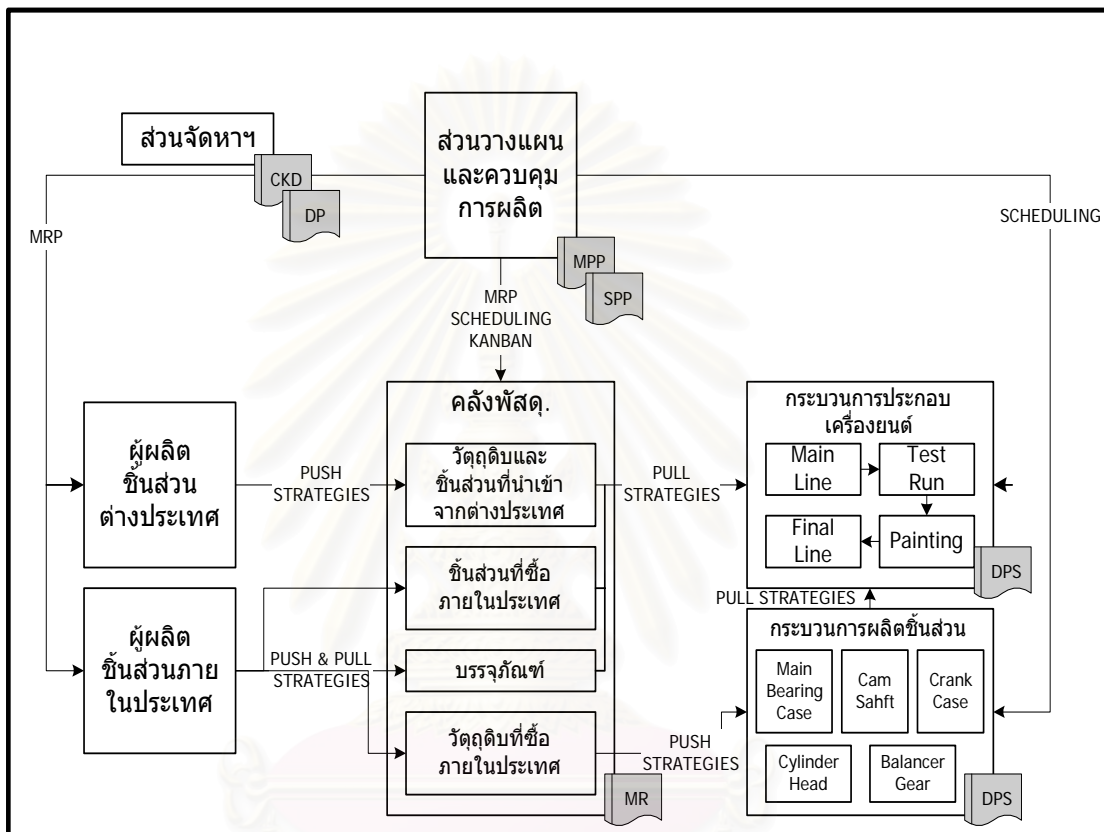 ส่วนจัดหาฯ
CKD
DP
ส่วนวางแผน
และควบคุม
การผลิต
MPP
SPP
MRP
SCHEDULING
MRP
SCHEDULING
KANBAN
ผู้ผลิต
ชิ้นส่วน
ต่างประเทศ
PUSH
STRATEGIES
ผู้ผลิต
ชิ้นส่วนภาย
ในประเทศ
PUSH & PULL
STRATEGIES
คลังพัสดุ.
วัตถุดิบและ
ชิ้นส่วนที่นำเข้า
จากต่างประเทศ
ชิ้นส่วนที่ซื้อ
ภายในประเทศ
บรรจุภัณฑ์
วัตถุดิบที่ซื้อ
ภายในประเทศ
MR
PULL
STRATEGIES
PUSH
STRATEGIES
กระบวนการประกอบ
เครื่องยนต์
Main
Line
Test
Run
Final
Line
Painting
DPS
PULL STRATEGIES
กระบวนการผลิตชิ้นส่วน
Main
Bearing
Case
Cam
Sahft
Crank
Case
Cylinder
Head
Balancer
Gear
DPS